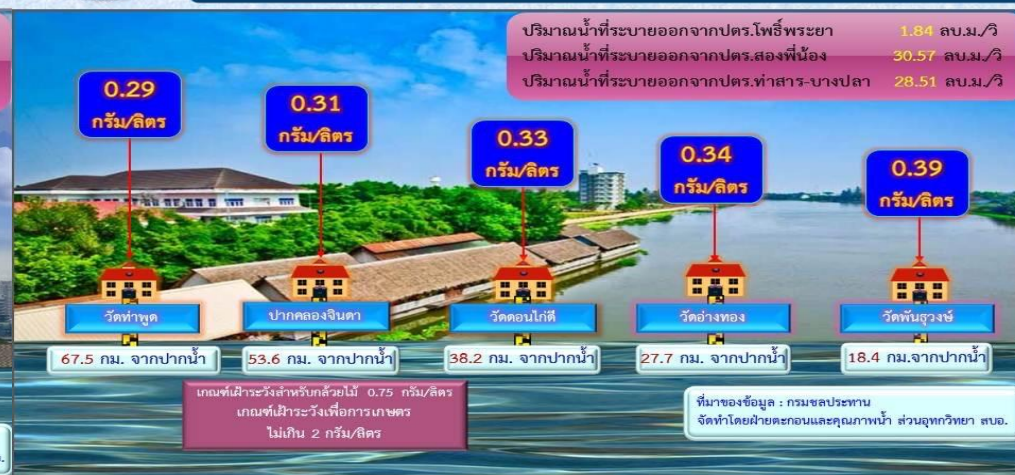 ปริมาณน้ำที่ระบายออกจากปตร.โพธิ์พระยา 1.84 ลบ.ม./วิ
ปริมาณน้ำที่ระบายออกจากปตร.สองพี่น้อง 30.57 ลบ.ม./วิ
ปริมาณน้ำที่ระบายออกจากปตร.ท่าสาร-บางปลา 28.51 ลบ.ม./วิ
0.29
กรัม/ลิตร
0.31
กรัม/ลิตร
0.33
กรัม/ลิตร
0.34
กรัม/ลิตร
0.39
กรัม/ลิตร
วัดท่าพูด
ปากคลองจินดา
วัดดอนไก่ดี
วัดอ่างทอง
วัดพันธุวงษ์
67.5 กม. จากปากน้ำ
53.6 กม. จากปากน้ำ
38.2 กม. จากปากน้ำ
27.7 กม. จากปากน้ำ
18.4 กม.จากปากน้ำ
เกณฑ์เฝ้าระวังสำหรับกล้วยไม้ 0.75 กรัม/ลิตร
เกณฑ์เฝ้าระวังเพื่อการเกษตร
ไม่เกิน 2 กรัม/ลิตร
ที่มาของข้อมูล : กรมชลประทาน
จัดทำโดยฝ่ายตะกอนและคุณภาพน้ำ ส่วนอุทกวิทยา สบอ.